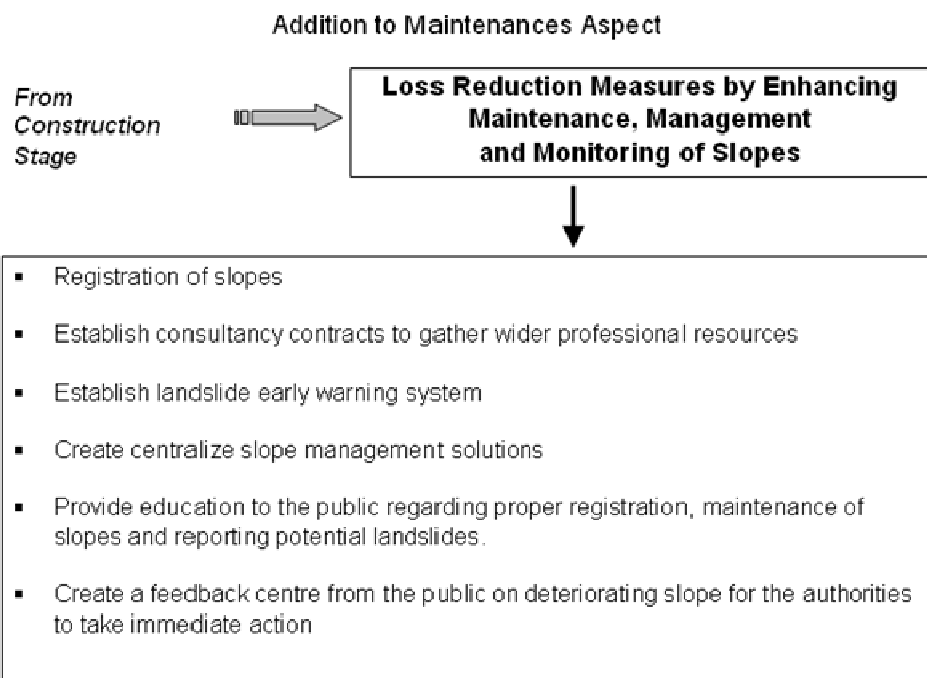 Addition to Maintenances Aspect
From
Construction
Stage
Loss Reduction Measures by Enhancing
Maintenance, Management
and Monitoring of Slopes
▪ Registration of slopes
▪ Establish consultancy contracts to gather wider professional resources
▪ Establish landslide early warning system
▪ Create centralize slope management solutions
▪ Provide education to the public regarding proper registration, maintenance of
slopes and reporting potential landslides.
▪ Create a feedback centre from the public on deteriorating slope for the authorities
to take immediate action